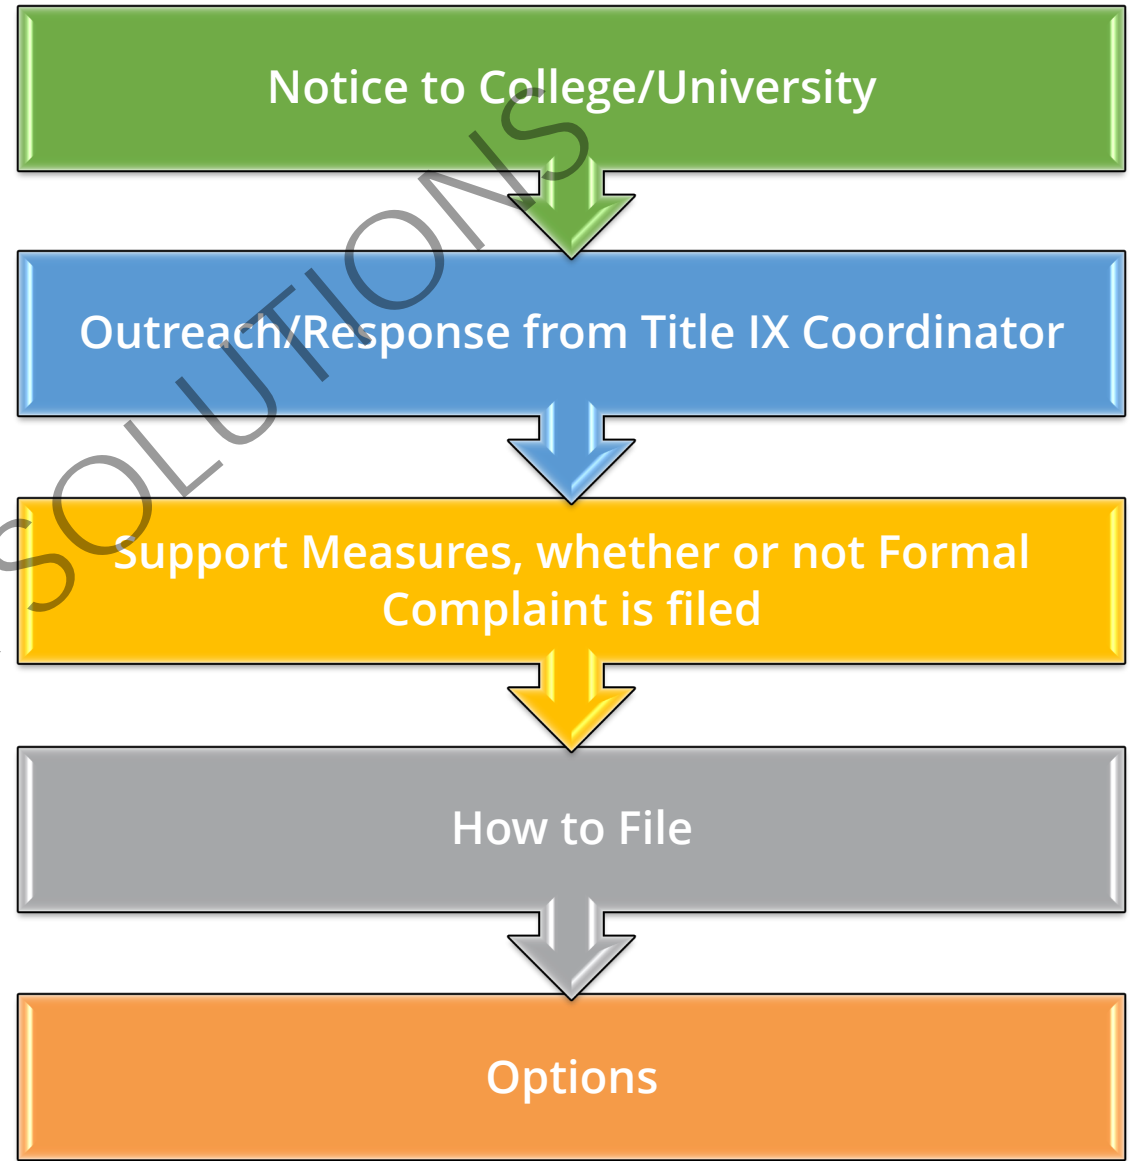 Notice to College/University
Outreach/Response from Title IX Coordinator
Support Measures, whether or not Formal
Complaint is filed
How to File
Options
SOLUTIONS